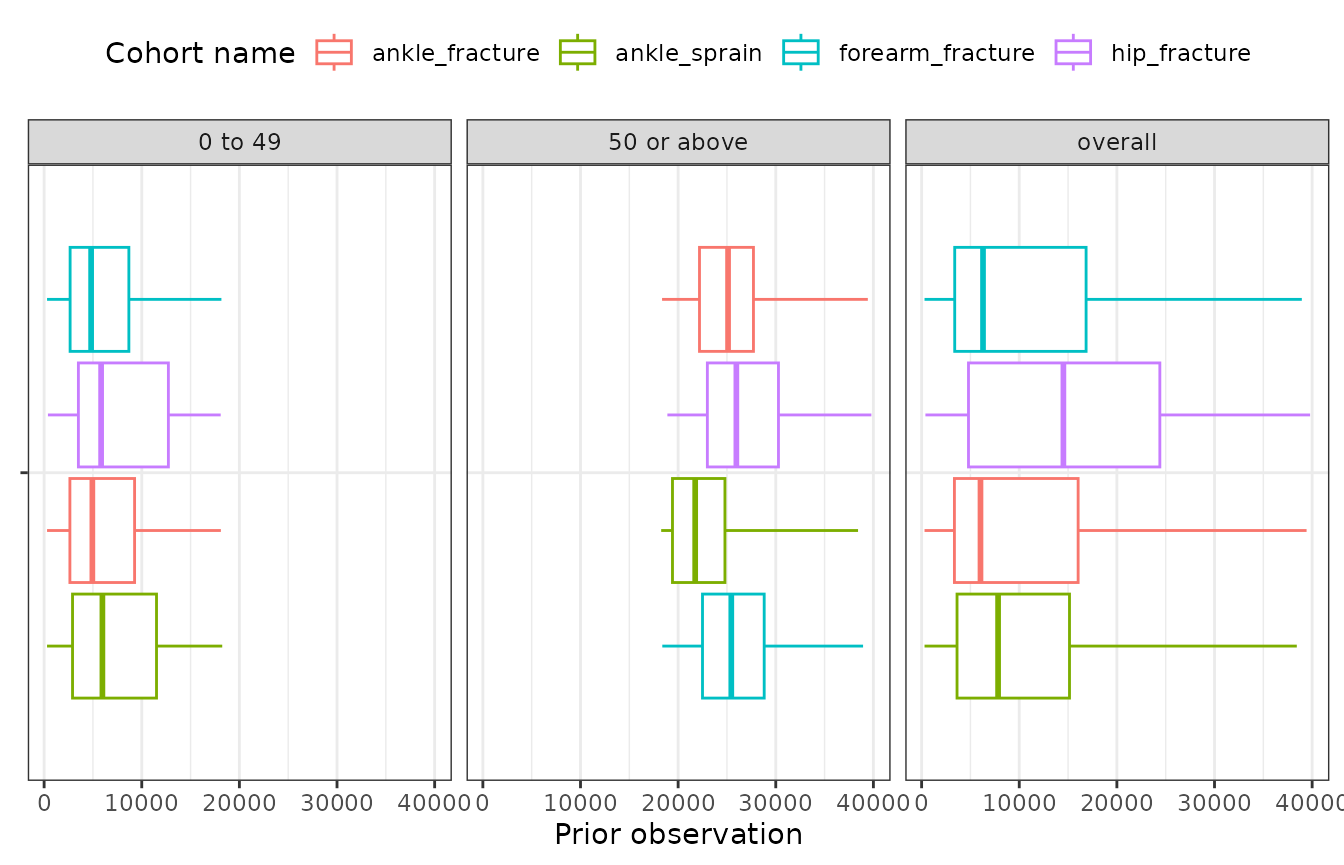 Cohort name ankle_fracture ankle_sprain forearm_fracture hip_fracture
0 to 49 50 or above overall
0 10000 20000 30000 40000 0 10000 20000 30000 40000 0 10000 20000 30000 40000
Prior observation